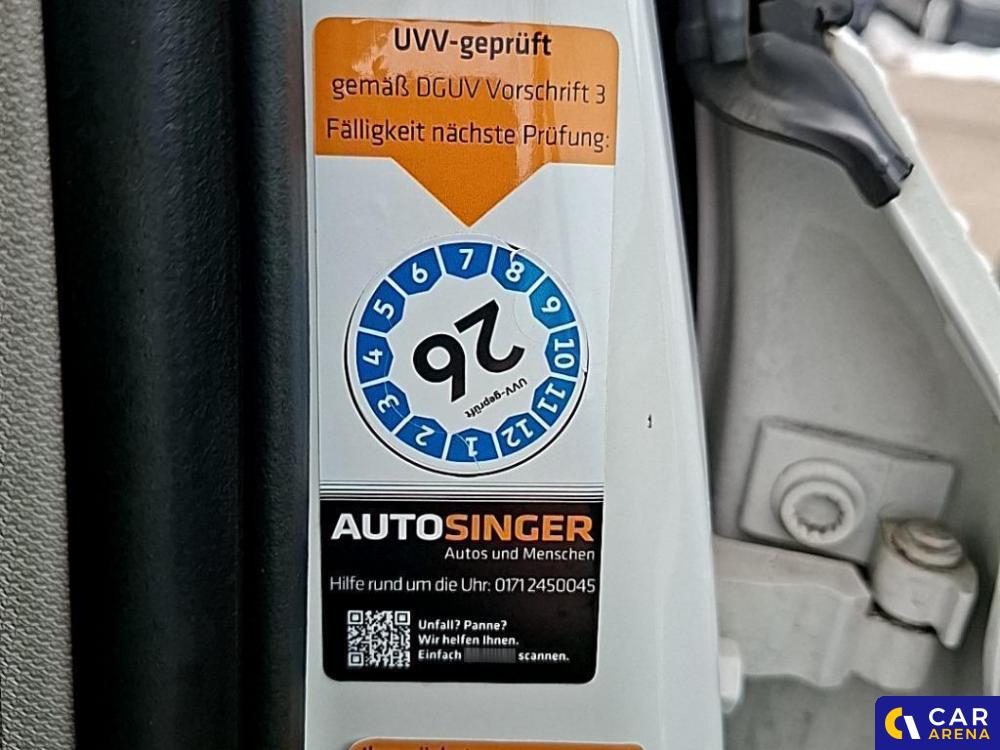 UVV-geprüft
gemäß DGUV Vorschrift 3
Fälligkeit nächste Prüfung:
7
8
9
10
11
12
1
2
3
4
5
6
26
UVV-geprüft
AUTOSINGER
Autos und Menschen
Hilfe rund um die Uhr: 0171 2450045
Unfall? Panne?
Wir helfen Ihnen.
Einfach scannen.
CAR
ARENA